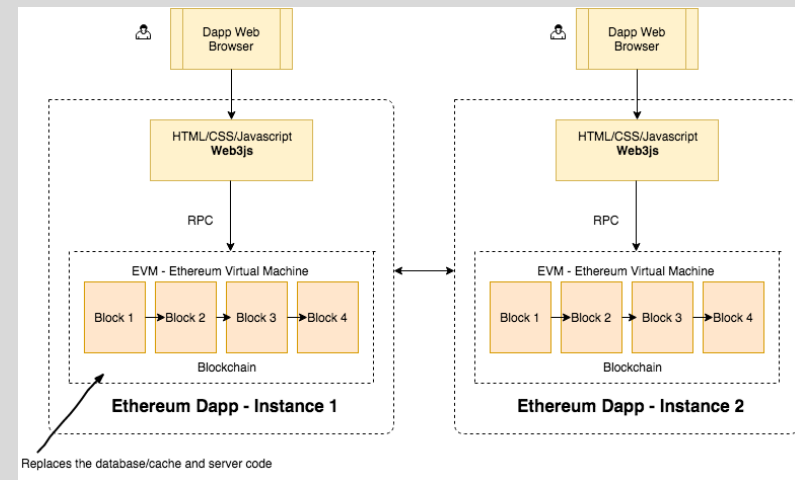 Dapp Web
Browser
Dapp Web
Browser
HTML/CSS/Javascript
Web3js
HTML/CSS/Javascript
Web3js
RPC
RPC
EVM - Ethereum Virtual Machine
EVM - Ethereum Virtual Machine
Block 1
Block 2
Block 3
Block 4
Block 1
Block 2
Block 3
Block 4
Blockchain
Blockchain
Ethereum Dapp - Instance 1
Ethereum Dapp - Instance 2
Replaces the database/cache and server code